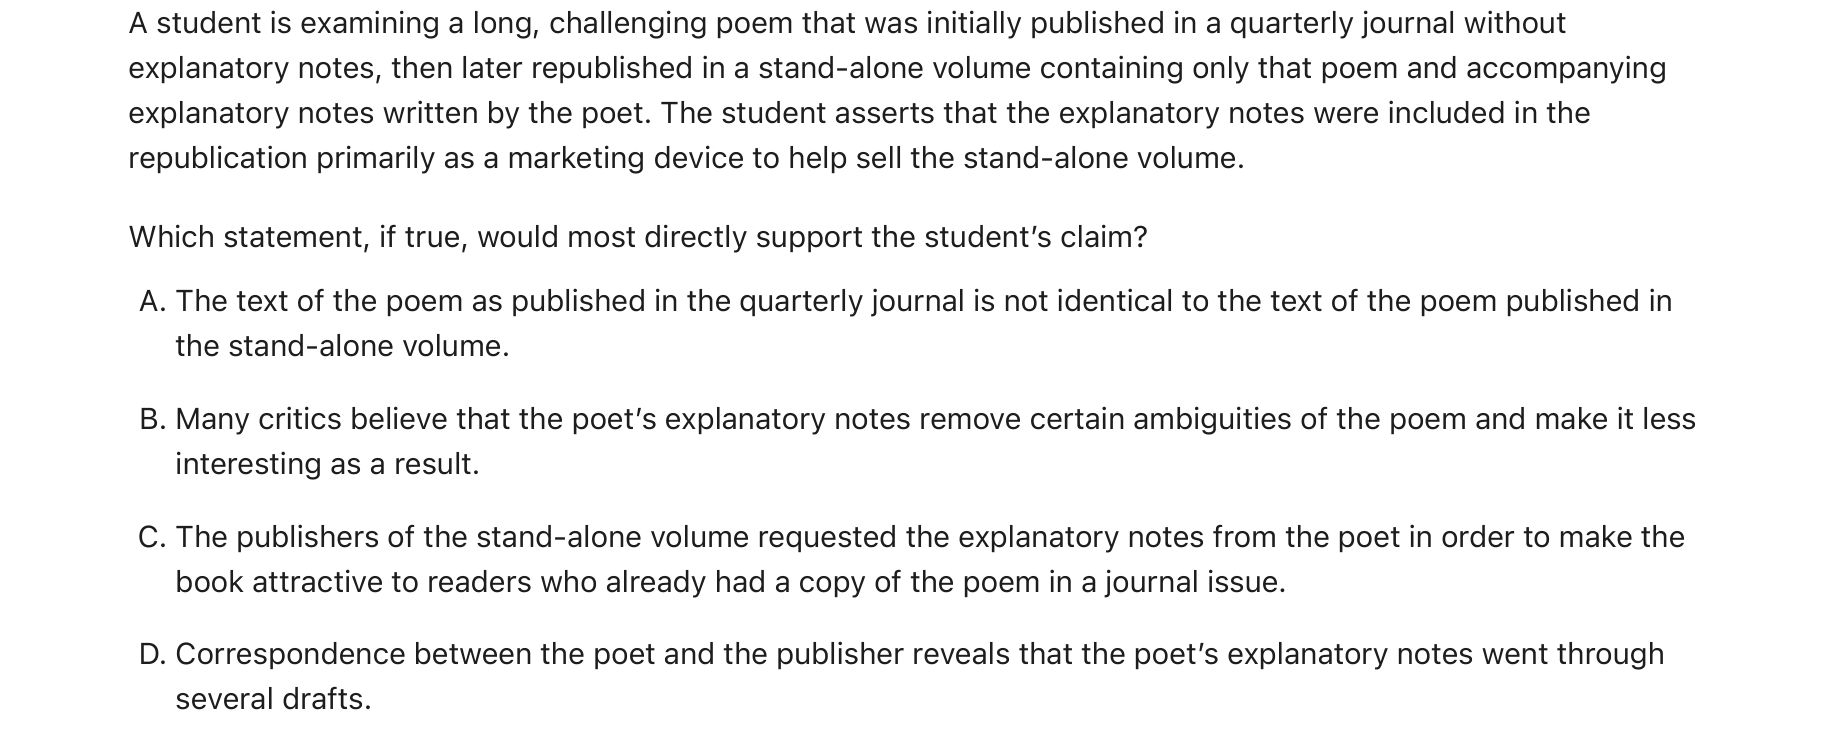 A student is examining a long, challenging poem that was initially published in a quarterly journal without
explanatory notes, then later republished in a stand-alone volume containing only that poem and accompanying
explanatory notes written by the poet. The student asserts that the explanatory notes were included in the
republication primarily as a marketing device to help sell the stand-alone volume.
Which statement, if true, would most directly support the student’s claim?
A. The text of the poem as published in the quarterly journal is not identical to the text of the poem published in
the stand-alone volume.
B. Many critics believe that the poet’s explanatory notes remove certain ambiguities of the poem and make it less
interesting as a result.
C. The publishers of the stand-alone volume requested the explanatory notes from the poet in order to make the
book attractive to readers who already had a copy of the poem in a journal issue.
D. Correspondence between the poet and the publisher reveals that the poet’s explanatory notes went through
several drafts.